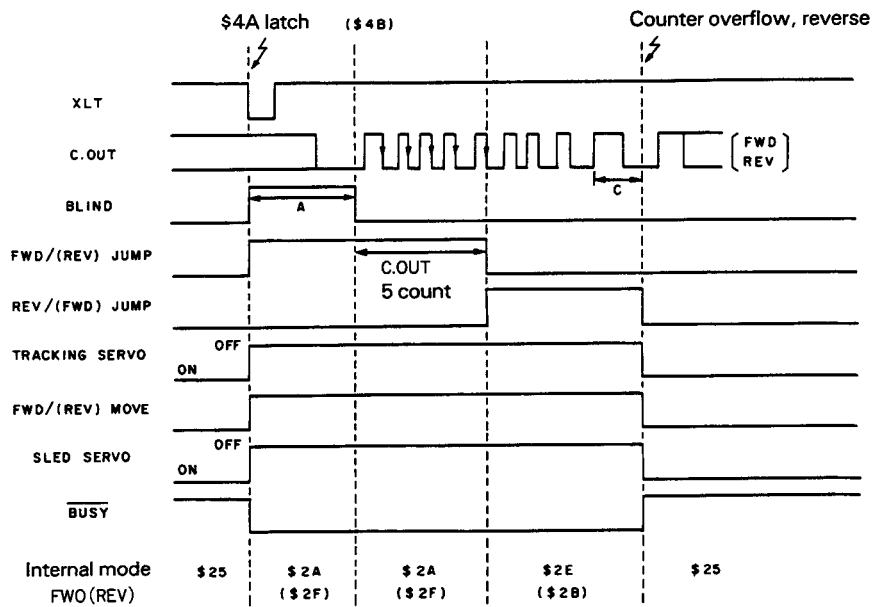 $4A latch ($4B) Counter overflow, reverse
XLT
C.OUT FWD
REV
BLIND A C
FWD/(REV) JUMP
C.OUT
5 count
REV/(FWD) JUMP
OFF
TRACKING SERVO
ON
FWD/(REV) MOVE
OFF
SLED SERVO
ON
BUSY
Internal mode $25 $2A $2A $2E $25
FWO(REV) ($2F) ($2F) ($2B)